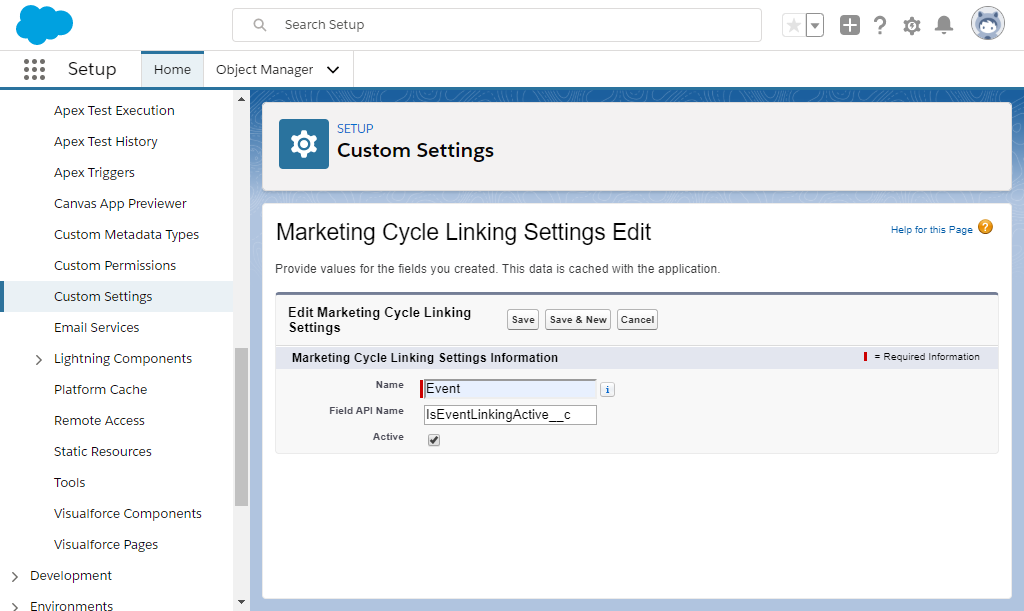 Search Setup
Setup
Home
Object Manager
Apex Test Execution
Apex Test History
Apex Triggers
Canvas App Previewer
Custom Metadata Types
Custom Permissions
Custom Settings
Email Services
Lightning Components
Platform Cache
Remote Access
Static Resources
Tools
Visualforce Components
Visualforce Pages
Development
Environments
SETUP
Custom Settings
Marketing Cycle Linking Settings Edit
Help for this Page ?
Provide values for the fields you created. This data is cached with the application.
Edit Marketing Cycle Linking
Settings
Save
Save & New
Cancel
Marketing Cycle Linking Settings Information
= Required Information
Name
Event
i
Field API Name
IsEventLinkingActive__c
Active